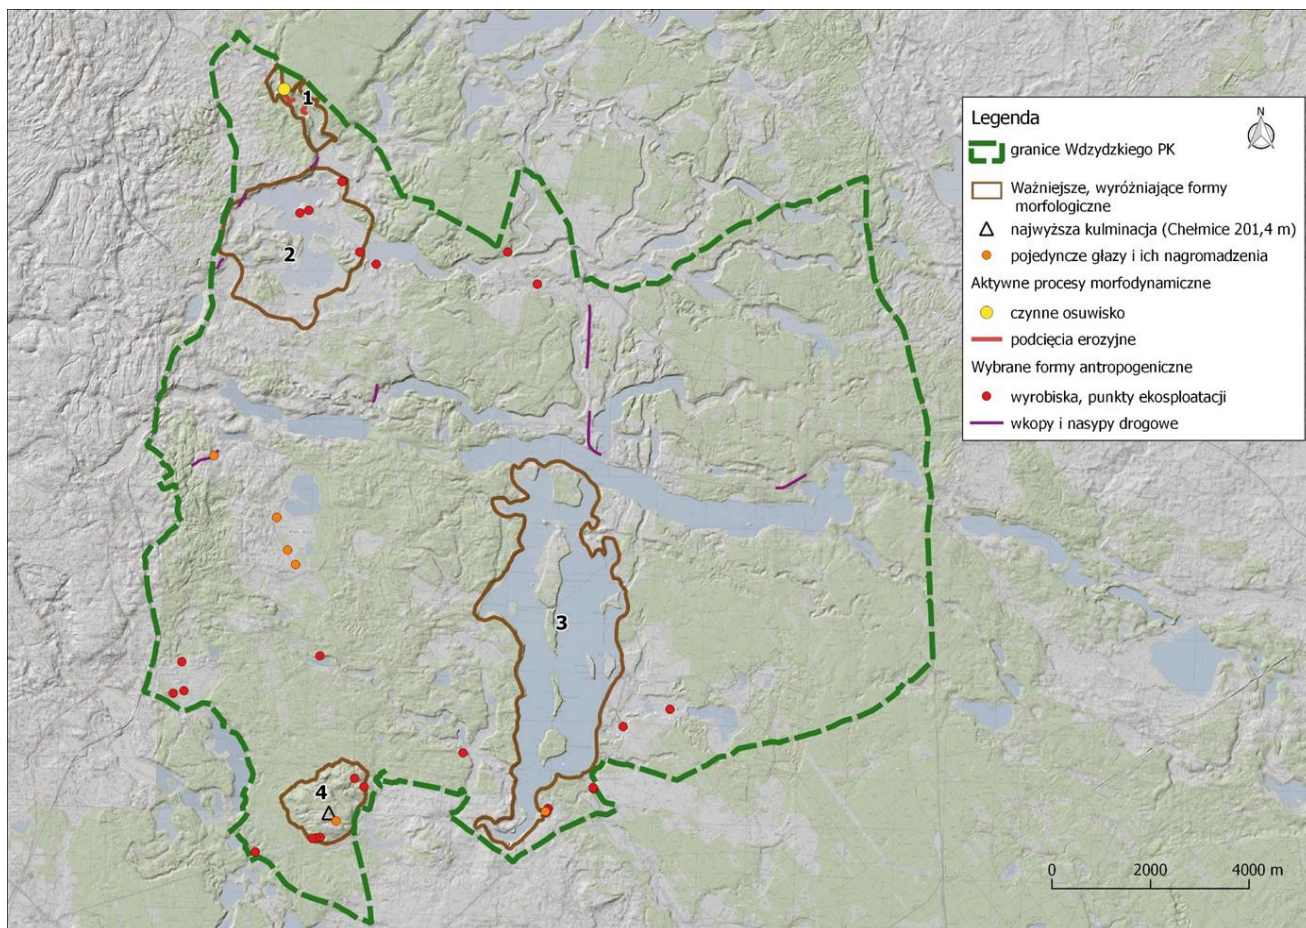 1
2
3
4
Legenda
N
granice Wdzydzkiego PK
Ważniejsze, wyróżniające formy
morfologiczne
najwyższa kulminacja (Chełmice 201,4 m)
pojedyncze głazy i ich nagromadzenia
Aktywne procesy morfodynamiczne
czynne osuwisko
podcięcia erozyjne
Wybrane formy antropogeniczne
wyrobiska, punkty ekosploatacji
wkopy i nasypy drogowe
0 2000 4000 m